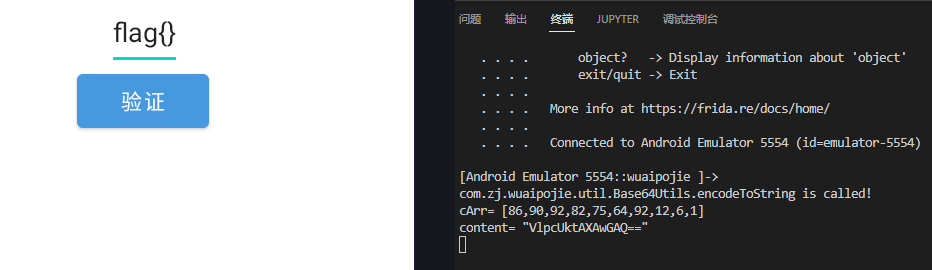 flag{}
验证
问题 输出 终端 JUPYTER 调试控制台
. . . . object? -> Display information about 'object'
. . . . exit/quit -> Exit
. . . .
. . . . More info at https://frida.re/docs/home/
. . . .
. . . . Connected to Android Emulator 5554 (id=emulator-5554)
[Android Emulator 5554::wuaipojie ]->
com.zj.wuaipojie.util.Base64Utils.encodeToString is called!
cArr= [86,90,92,82,75,64,92,12,6,1]
content= "VlpcUktAXAwGAQ=="